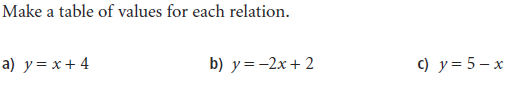 Make a table of values for each relation.
a) y = x + 4 b) y = –2x + 2 c) y = 5 – x